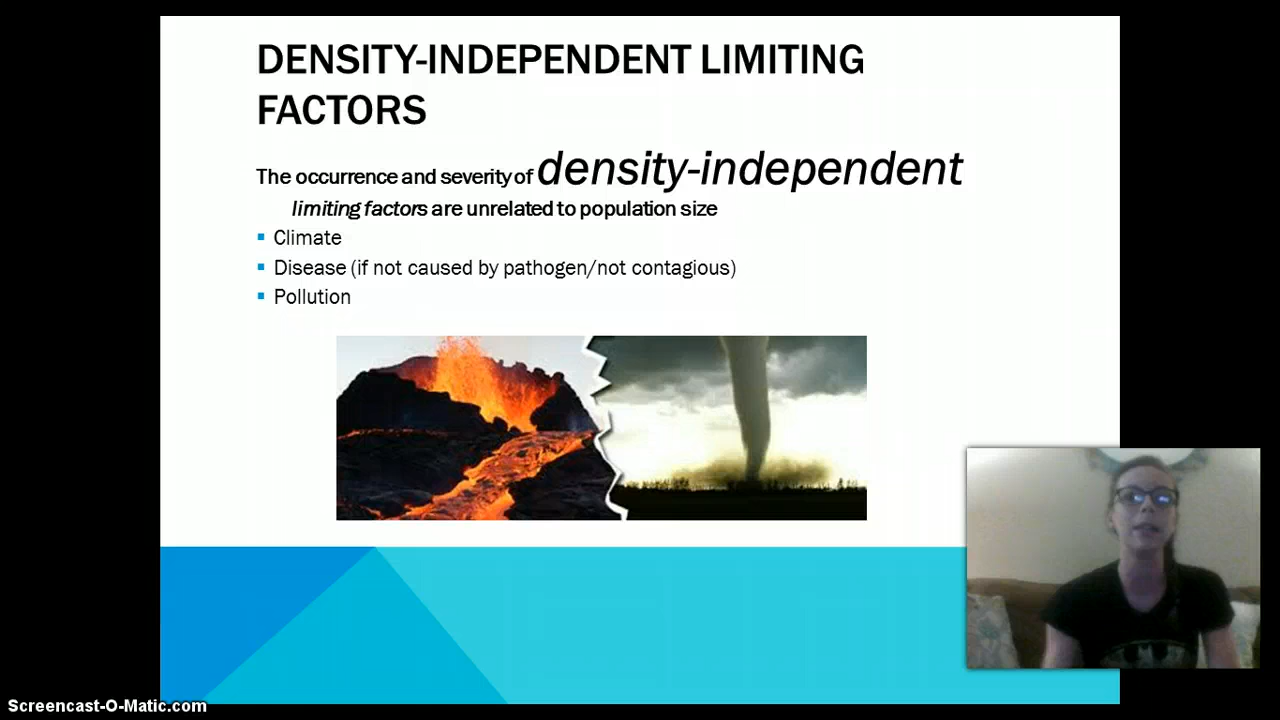 DENSITY-INDEPENDENT LIMITING
FACTORS
The occurrence and severity of density-independent
limiting factors are unrelated to population size
▪ Climate
▪ Disease (if not caused by pathogen/not contagious)
▪ Pollution
Screencast-O-Matic.com